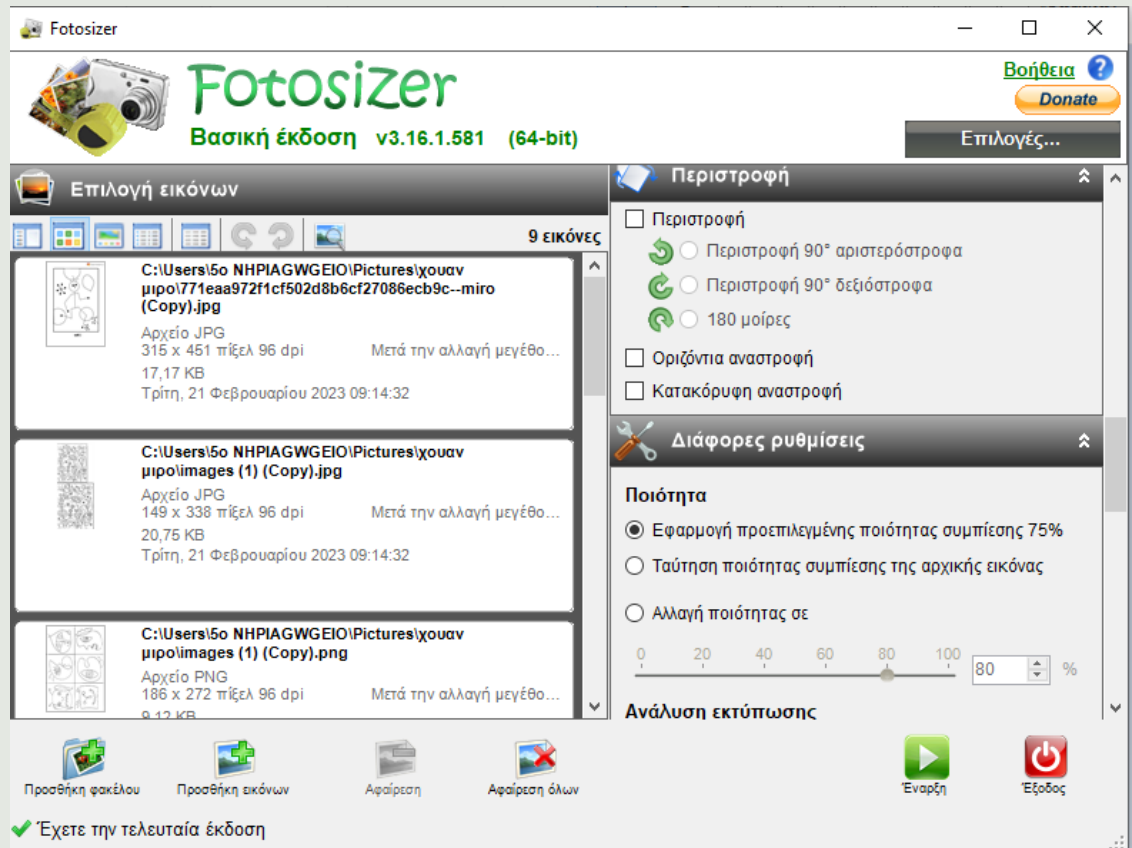 Fotosizer
Fotosizer
Βασική έκδοση v3.16.1.581 (64-bit)
Βοήθεια
Donate
Επιλογές...
Επιλογή εικόνων
9 εικόνες
C:\Users\5o NHPIAGWGEIO\Pictures\χουαν
μιρο\771eaa972f1cf502d8b6cf27086ecb9c--miro
(Copy).jpg
Αρχείο JPG
315 x 451 πίξελ 96 dpi Μετά την αλλαγή μεγέθο...
17,17 KB
Τρίτη, 21 Φεβρουαρίου 2023 09:14:32
C:\Users\5o NHPIAGWGEIO\Pictures\χουαν
μιρο\images (1) (Copy).jpg
Αρχείο JPG
149 x 338 πίξελ 96 dpi Μετά την αλλαγή μεγέθο...
20,75 KB
Τρίτη, 21 Φεβρουαρίου 2023 09:14:32
C:\Users\5o NHPIAGWGEIO\Pictures\χουαν
μιρο\images (1) (Copy).png
Αρχείο PNG
186 x 272 πίξελ 96 dpi Μετά την αλλαγή μεγέθο...
9,12 KB
Περιστροφή
Περιστροφή
Περιστροφή 90° αριστερόστροφα
Περιστροφή 90° δεξιόστροφα
180 μοίρες
Οριζόντια αναστροφή
Κατακόρυφη αναστροφή
Διάφορες ρυθμίσεις
Ποιότητα
Εφαρμογή προεπιλεγμένης ποιότητας συμπίεσης 75%
Ταύτηση ποιότητας συμπίεσης της αρχικής εικόνας
Αλλαγή ποιότητας σε
0 20 40 60 80 100
80 %
Ανάλυση εκτύπωσης
Προσθήκη φακέλου
Προσθήκη εικόνων
Αφαίρεση
Αφαίρεση όλων
Έναρξη
Έξοδος
Έχετε την τελευταία έκδοση